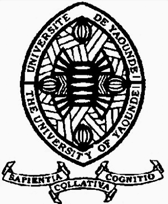 UNIVERSITE DE YAOUNDE I
THE UNIVERSITY OF YAOUNDE I
SAPIENTIA
COLLATIVA
COGNITIO